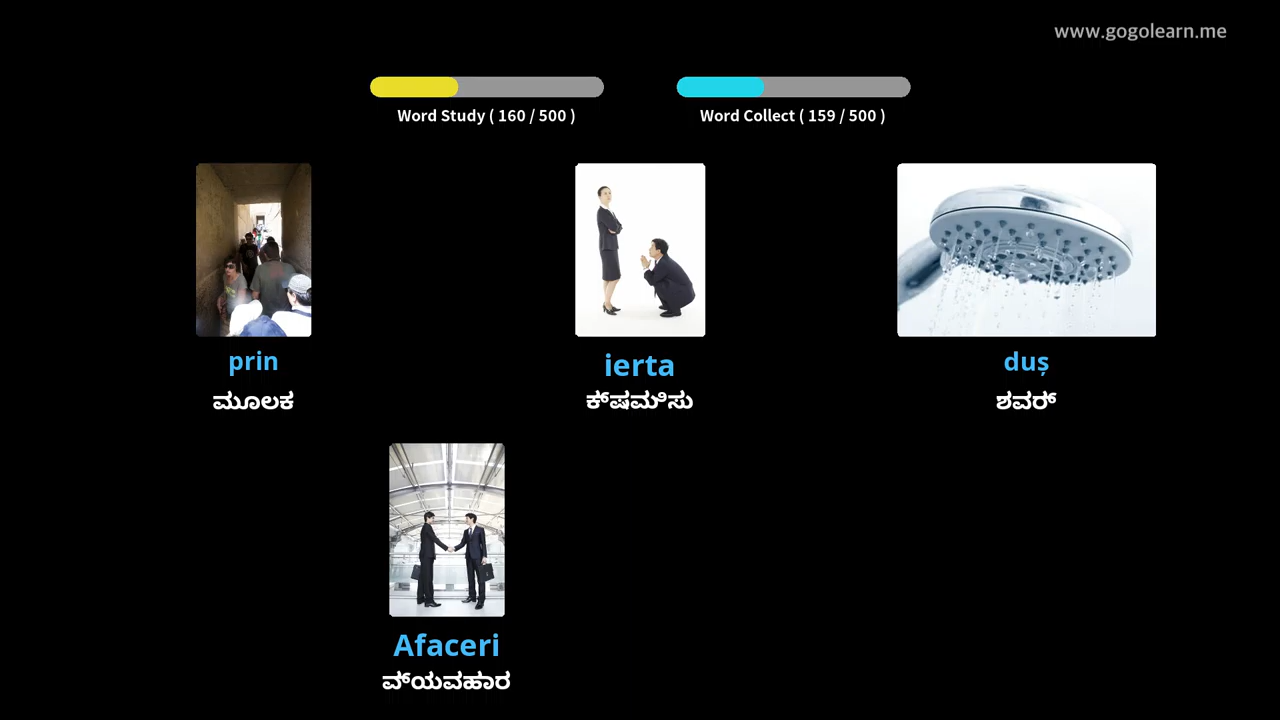 www.gogolearn.me
Word Study ( 160 / 500 )
Word Collect ( 159 / 500 )
prin
ಮೂಲಕ
ierta
ಕ್ಷಮಿಸು
duș
ಶವರ್
Afaceri
ವ್ಯವಹಾರ